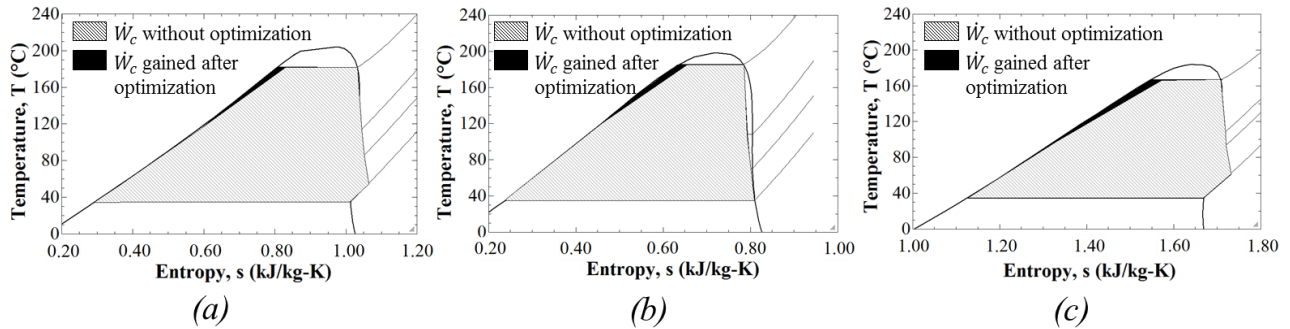 240
200
160
120
80
40
0
Temperature, T (°C)
Ẇc without optimization
Ẇc gained after
optimization
0.20 0.40 0.60 0.80 1.00 1.20
Entropy, s (kJ/kg-K)
(a)
240
200
160
120
80
40
0
Temperature, T (°C)
Ẇc without optimization
Ẇc gained after
optimization
0.20 0.40 0.60 0.80 1.00
Entropy, s (kJ/kg-K)
(b)
240
200
160
120
80
40
0
Temperature, T (°C)
Ẇc without optimization
Ẇc gained after
optimization
1.00 1.20 1.40 1.60 1.80
Entropy, s (kJ/kg-K)
(c)